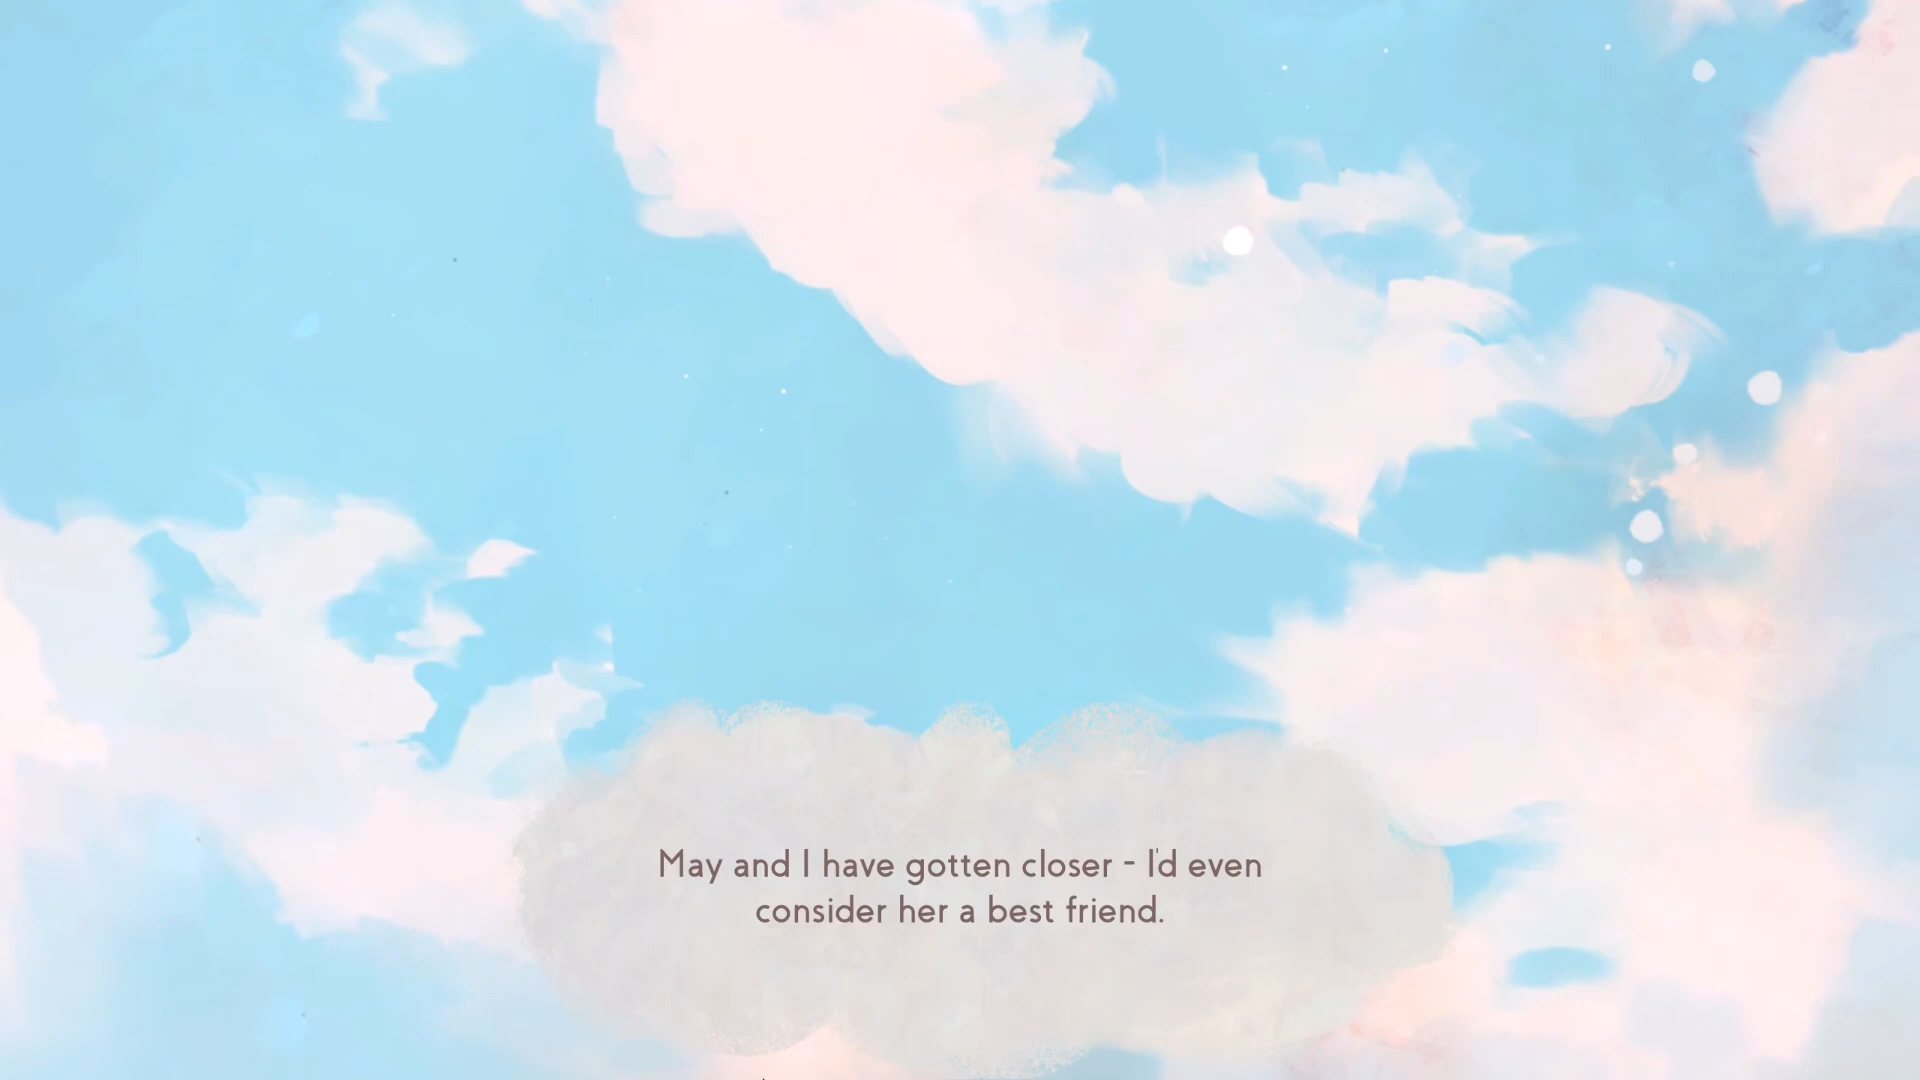 May and I have gotten closer - I'd even
consider her a best friend.